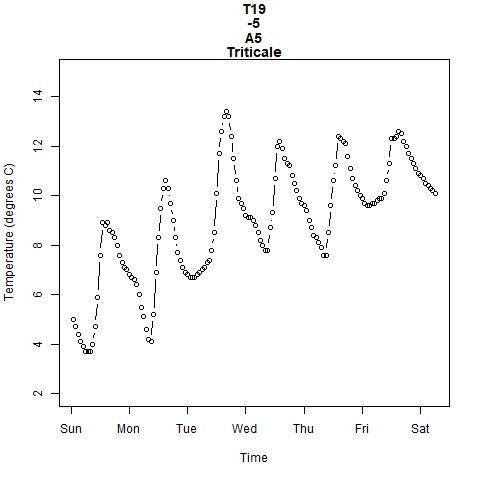 T19
-5
A5
Triticale
Temperature (degrees C)
14
12
10
8
6
4
2
Sun Mon Tue Wed Thu Fri Sat
Time